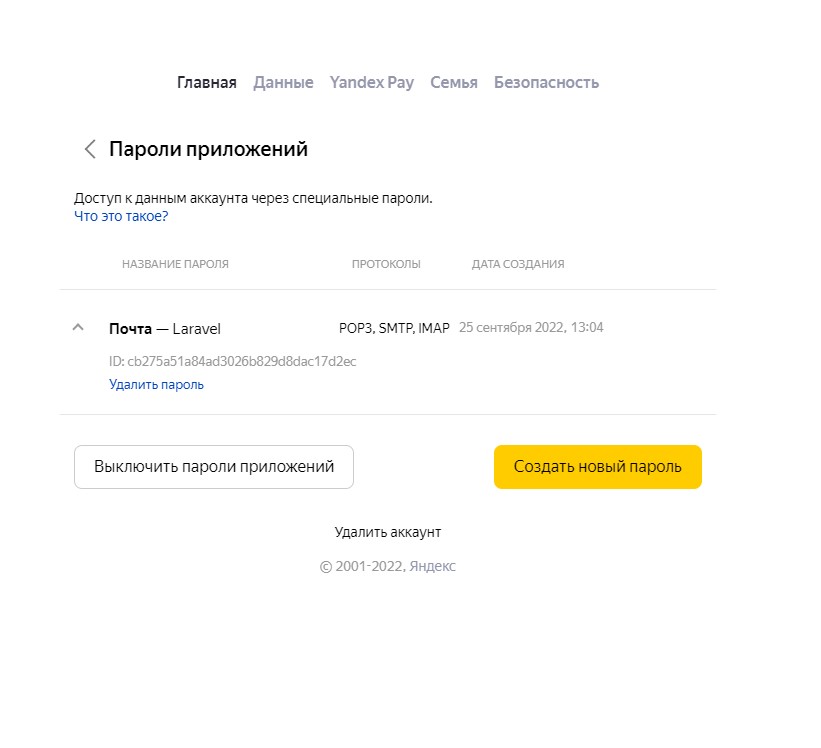 Главная Данные Yandex Pay Семья Безопасность
Пароли приложений
Доступ к данным аккаунта через специальные пароли.
Что это такое?
НАЗВАНИЕ ПАРОЛЯ ПРОТОКОЛЫ ДАТА СОЗДАНИЯ
Почта — Laravel POP3, SMTP, IMAP 25 сентября 2022, 13:04
ID: cb275a51a84ad3026b829d8dac17d2ec
Удалить пароль
Выключить пароли приложений Создать новый пароль
Удалить аккаунт
© 2001-2022, Яндекс